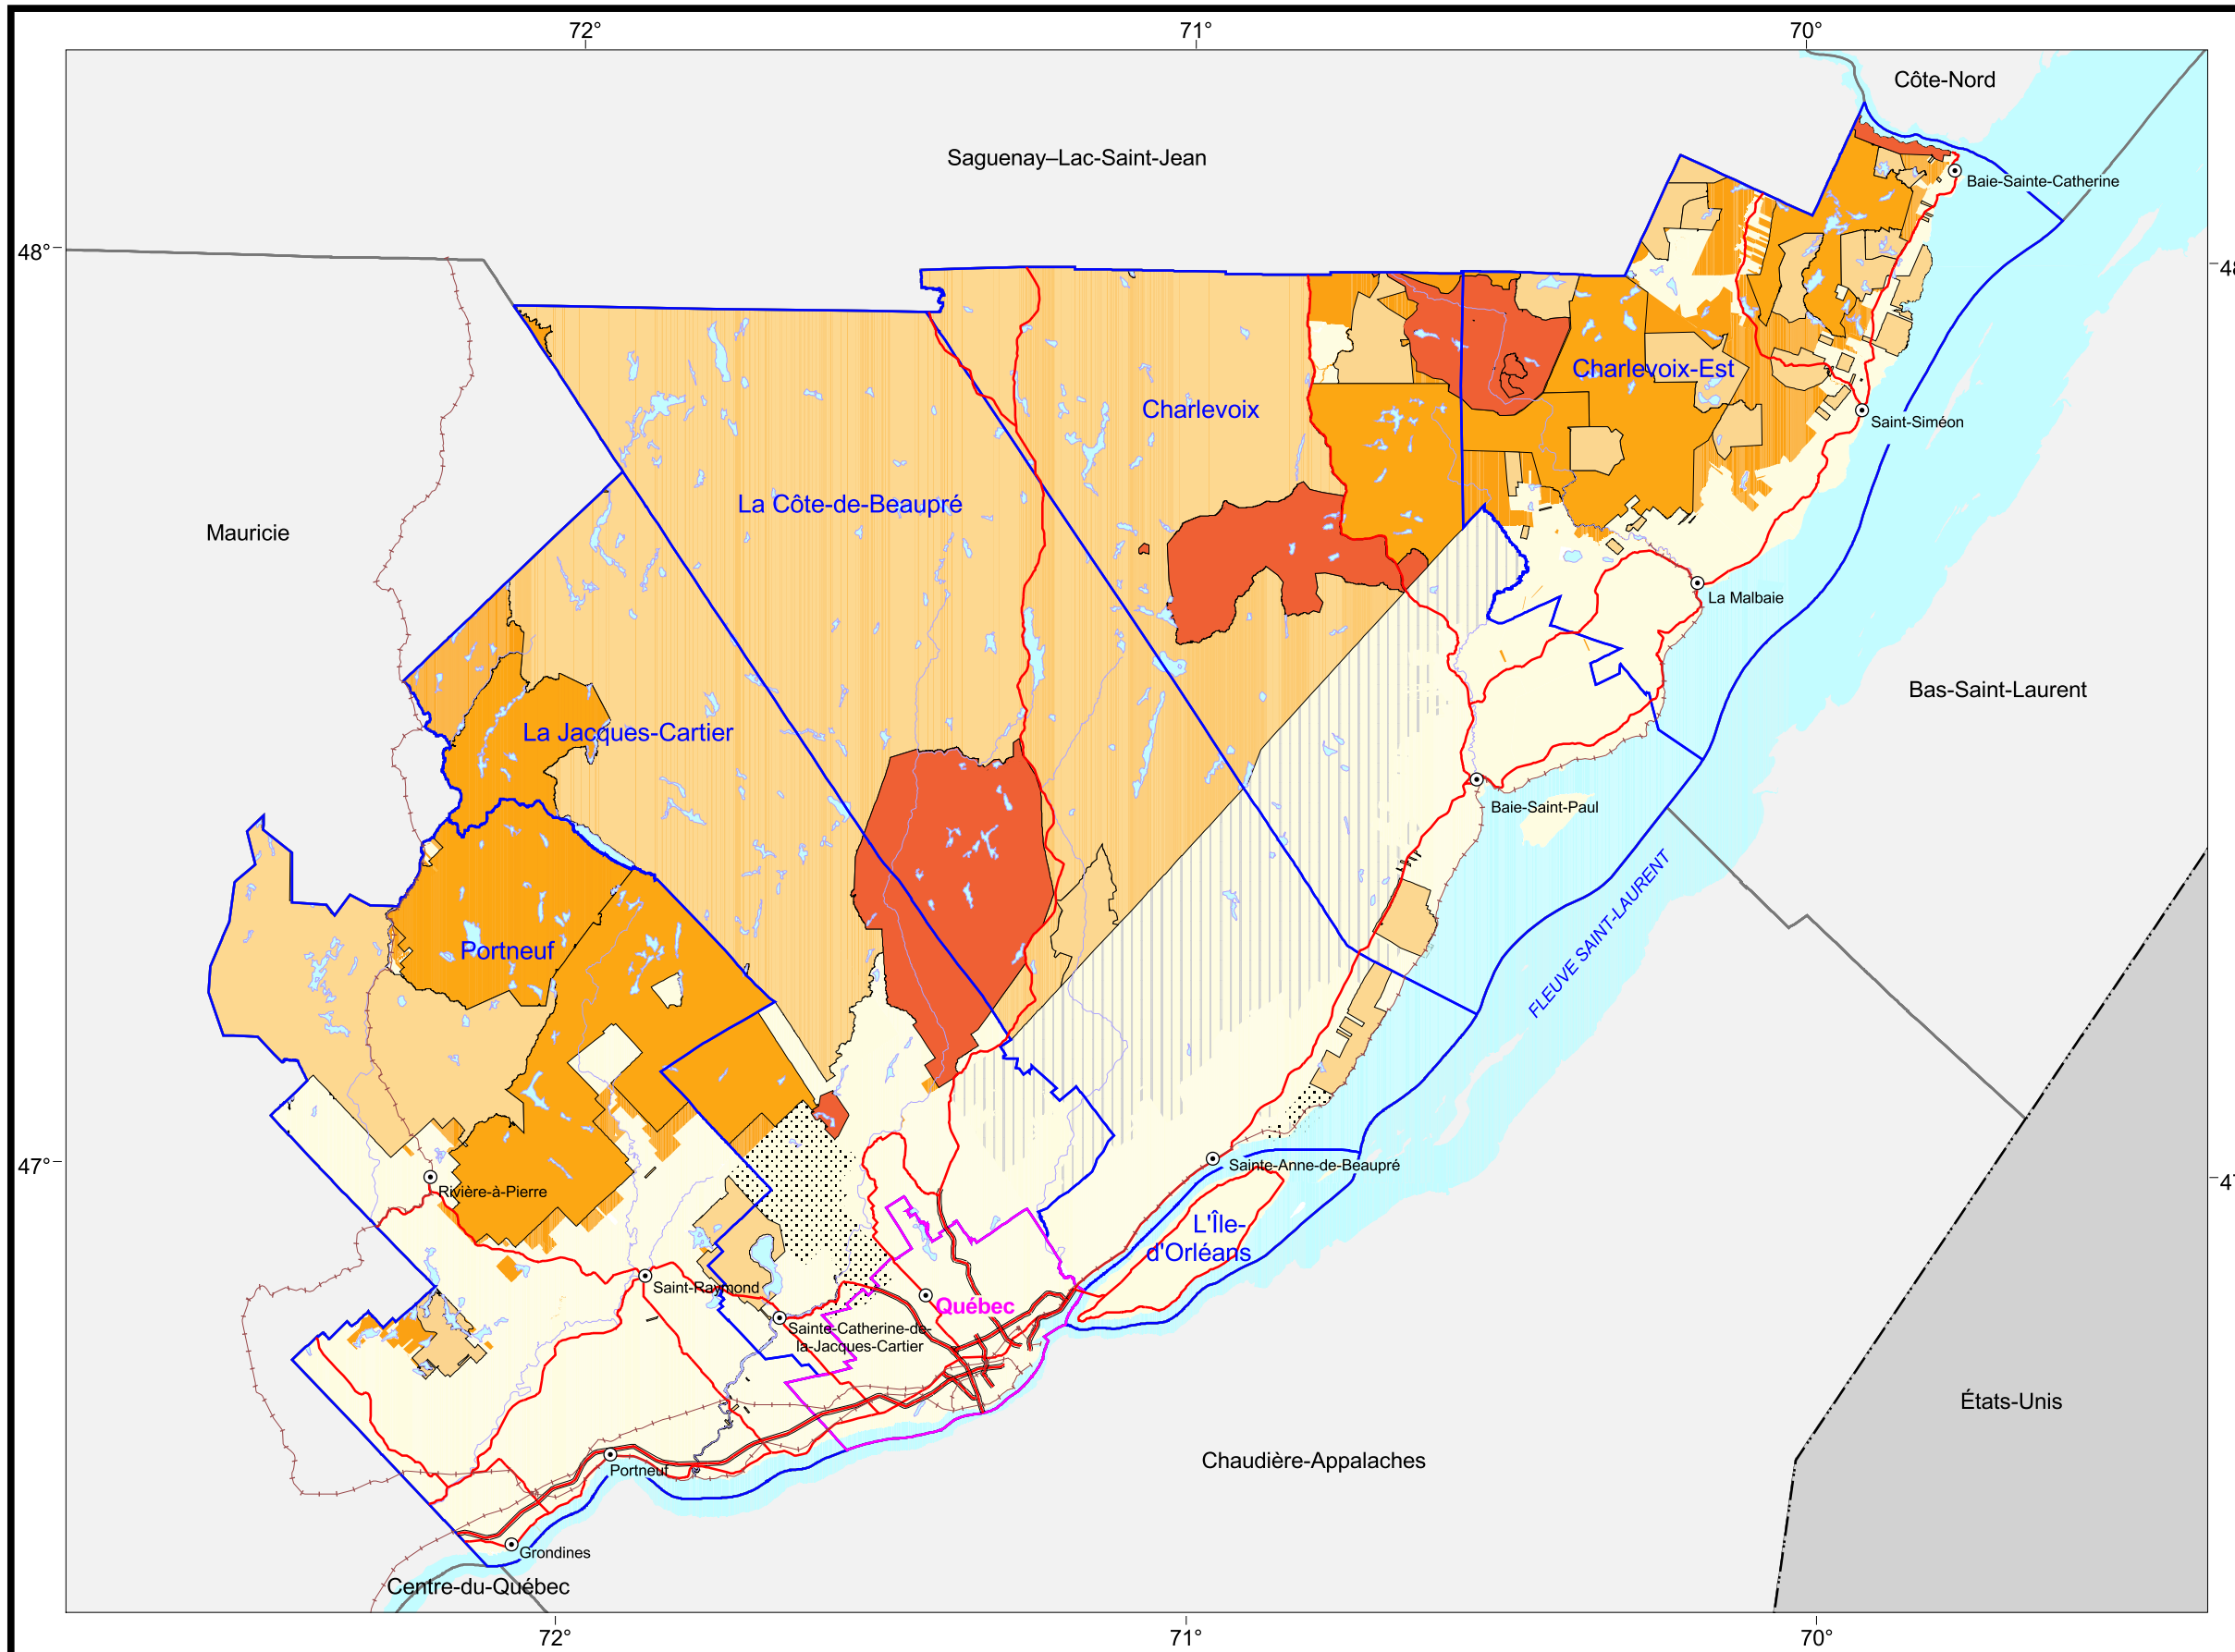 72°
71°
70°
Côte-Nord
Saguenay–Lac-Saint-Jean
Baie-Sainte-Catherine
48°
48
Charlevoix-Est
Charlevoix
Saint-Siméon
La Côte-de-Beaupré
Mauricie
La Malbaie
Bas-Saint-Laurent
La Jacques-Cartier
Baie-Saint-Paul
FLEUVE SAINT-LAURENT
Portneuf
47°
47
Sainte-Anne-de-Beaupré
Rivière-à-Pierre
L'Île-
d'Orléans
Saint-Raymond
Québec
Sainte-Catherine-de-
la-Jacques-Cartier
États-Unis
Chaudière-Appalaches
Portneuf
Grondines
Centre-du-Québec
72°
71°
70°